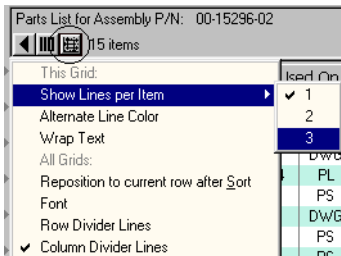 Parts List for Assembly P/N: 00-15296-02
15 items
This Grid:
Used On
Show Lines per Item
1
Alternate Line Color
2
Wrap Text
3
All Grids:
DWG
Reposition to current row after Sort
PL
Font
PS
Row Divider Lines
DWG
Column Divider Lines
PS